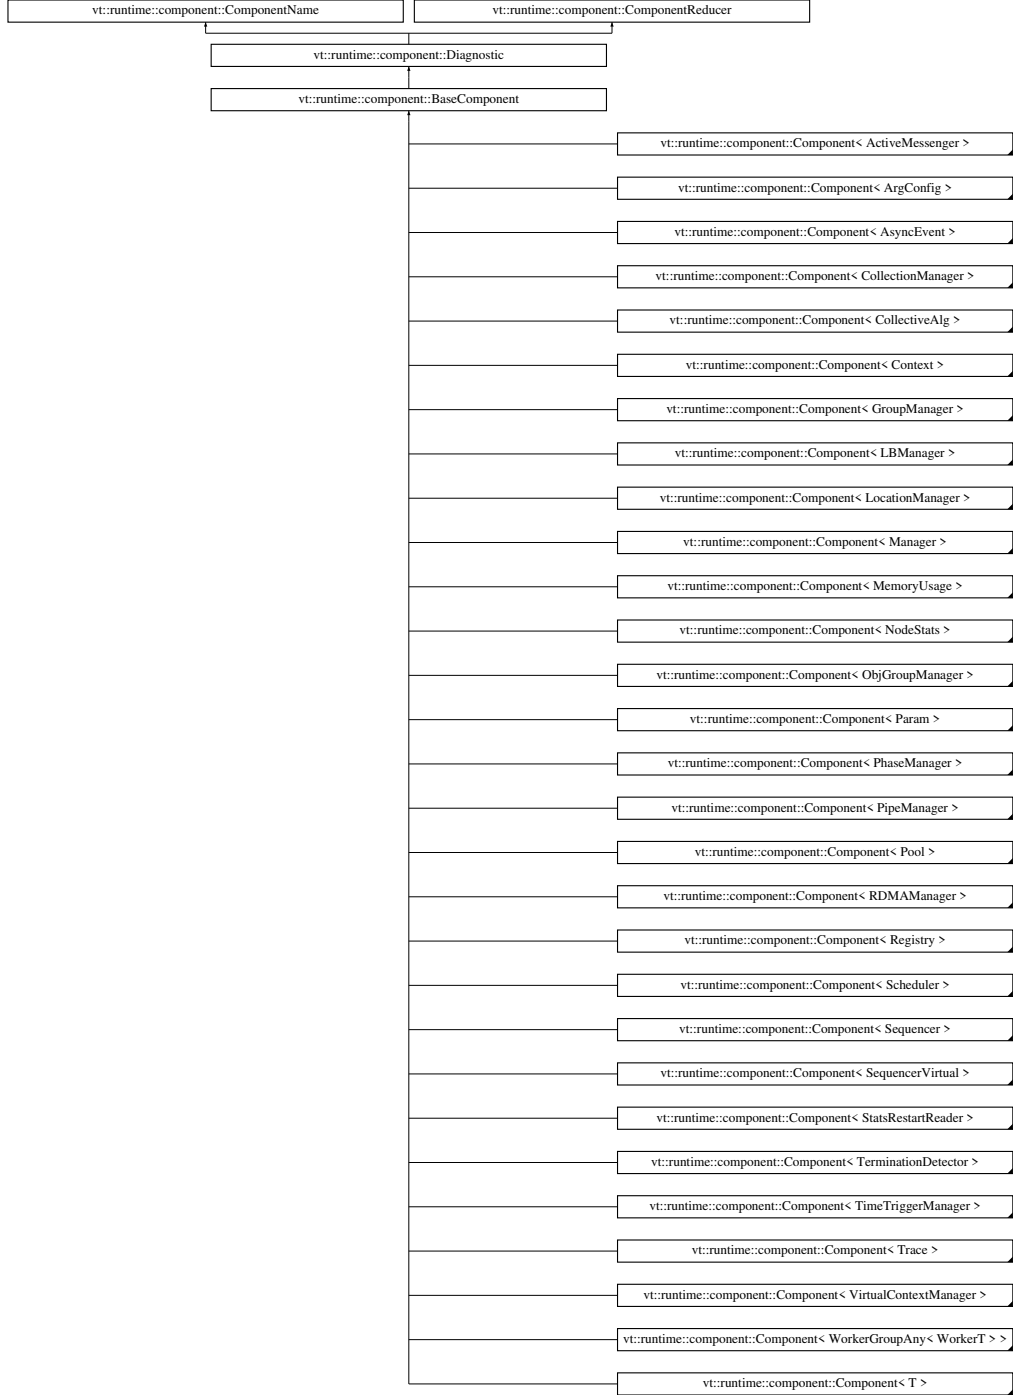 vt::runtime::component::ComponentName
vt::runtime::component::ComponentReducer
vt::runtime::component::Diagnostic
vt::runtime::component::BaseComponent
vt::runtime::component::Component< ActiveMessenger >
vt::runtime::component::Component< ArgConfig >
vt::runtime::component::Component< AsyncEvent >
vt::runtime::component::Component< CollectionManager >
vt::runtime::component::Component< CollectiveAlg >
vt::runtime::component::Component< Context >
vt::runtime::component::Component< GroupManager >
vt::runtime::component::Component< LBManager >
vt::runtime::component::Component< LocationManager >
vt::runtime::component::Component< Manager >
vt::runtime::component::Component< MemoryUsage >
vt::runtime::component::Component< NodeStats >
vt::runtime::component::Component< ObjGroupManager >
vt::runtime::component::Component< Param >
vt::runtime::component::Component< PhaseManager >
vt::runtime::component::Component< PipeManager >
vt::runtime::component::Component< Pool >
vt::runtime::component::Component< RDMAManager >
vt::runtime::component::Component< Registry >
vt::runtime::component::Component< Scheduler >
vt::runtime::component::Component< Sequencer >
vt::runtime::component::Component< SequencerVirtual >
vt::runtime::component::Component< StatsRestartReader >
vt::runtime::component::Component< TerminationDetector >
vt::runtime::component::Component< TimeTriggerManager >
vt::runtime::component::Component< Trace >
vt::runtime::component::Component< VirtualContextManager >
vt::runtime::component::Component< WorkerGroupAny< WorkerT > >
vt::runtime::component::Component< T >